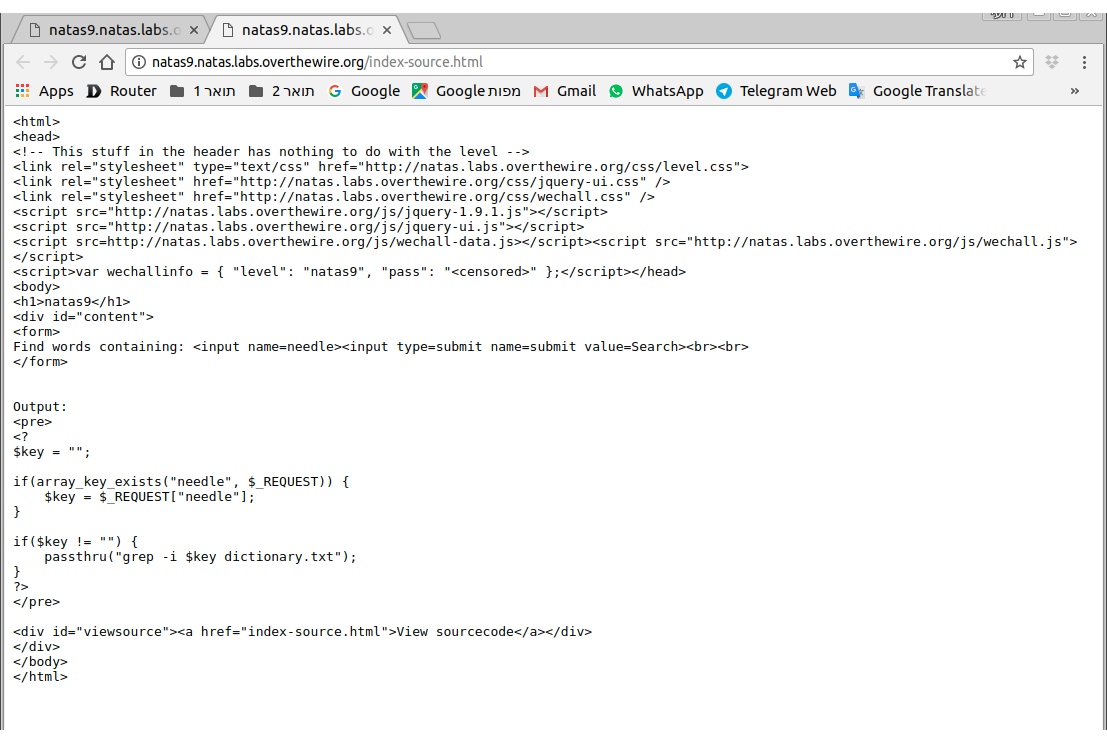 natas9.natas.labs.o
natas9.natas.labs.o
natas9.natas.labs.overthewire.org/index-source.html
Apps Router תואר 1 תואר 2 Google Google מפות Gmail WhatsApp Telegram Web Google Translate »
<html>
<head>
<!-- This stuff in the header has nothing to do with the level -->
<link rel="stylesheet" type="text/css" href="http://natas.labs.overthewire.org/css/level.css">
<link rel="stylesheet" href="http://natas.labs.overthewire.org/css/jquery-ui.css" />
<link rel="stylesheet" href="http://natas.labs.overthewire.org/css/wechall.css" />
<script src="http://natas.labs.overthewire.org/js/jquery-1.9.1.js"></script>
<script src="http://natas.labs.overthewire.org/js/jquery-ui.js"></script>
<script src=http://natas.labs.overthewire.org/js/wechall-data.js></script><script src="http://natas.labs.overthewire.org/js/wechall.js">
</script>
<script>var wechallinfo = { "level": "natas9", "pass": "<censored>" };</script></head>
<body>
<h1>natas9</h1>
<div id="content">
<form>
Find words containing: <input name=needle><input type=submit name=submit value=Search><br><br>
</form>
Output:
<pre>
<?
$key = "";
if(array_key_exists("needle", $_REQUEST)) {
    $key = $_REQUEST["needle"];
}
if($key != "") {
    passthru("grep -i $key dictionary.txt");
}
?>
</pre>
<div id="viewsource"><a href="index-source.html">View sourcecode</a></div>
</div>
</body>
</html>